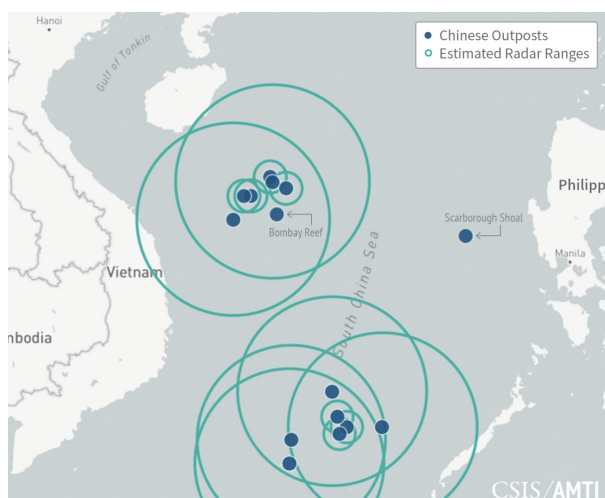 Hanoi
Gulf of Tonkin
Chinese Outposts
Estimated Radar Ranges
Philipp
Bombay Reef
Scarborough Shoal
Manila
South China Sea
Vietnam
nbodia
CSIS/AMTI